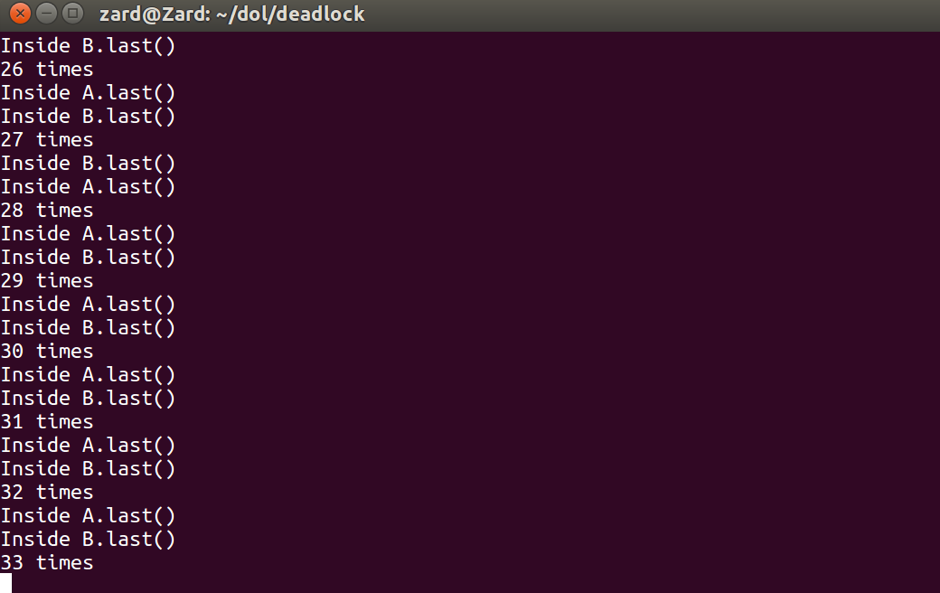 zard@Zard: ~/dol/deadlock
Inside B.last()
26 times
Inside A.last()
Inside B.last()
27 times
Inside B.last()
Inside A.last()
28 times
Inside A.last()
Inside B.last()
29 times
Inside A.last()
Inside B.last()
30 times
Inside A.last()
Inside B.last()
31 times
Inside A.last()
Inside B.last()
32 times
Inside A.last()
Inside B.last()
33 times